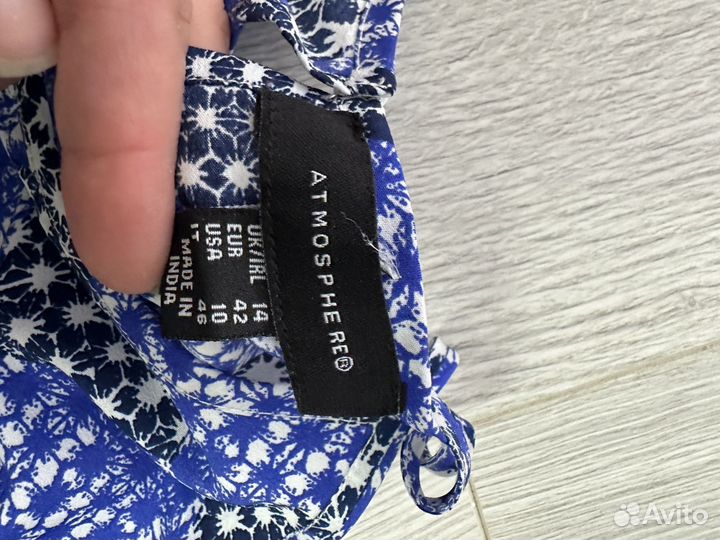 ATMOSPHERE®
UK/IRL 14
EUR 42
USA 10
IT 46
MADE IN
INDIA
Avito